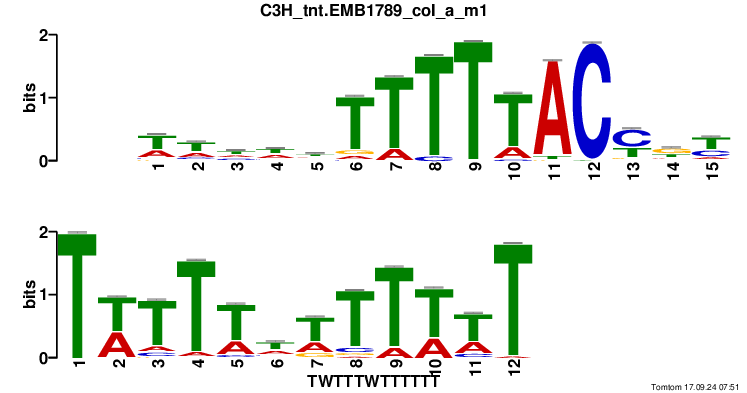 C3H_tnt.EMB1789_col_a_m1
bits
2
1
0
T T T T T T T T T T A C C G T
1 2 3 4 5 6 7 8 9 10 11 12 13 14 15
bits
2
1
0
T T T T T T T T T T T T
A A A A A A A
1 2 3 4 5 6 7 8 9 10 11 12
TWTTTWTTTTTT
Tomtom 17.09.24 07:51